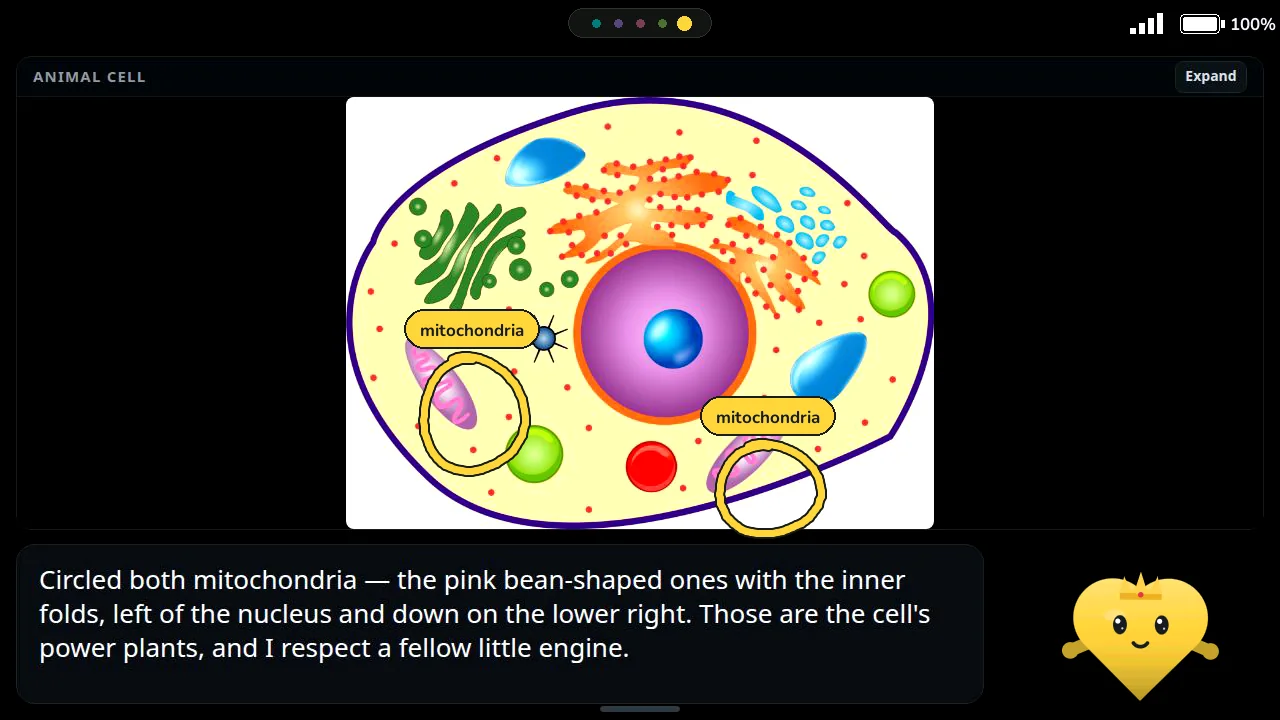 100%
ANIMAL CELL
Expand
mitochondria
mitochondria
Circled both mitochondria — the pink bean-shaped ones with the inner
folds, left of the nucleus and down on the lower right. Those are the cell's
power plants, and I respect a fellow little engine.